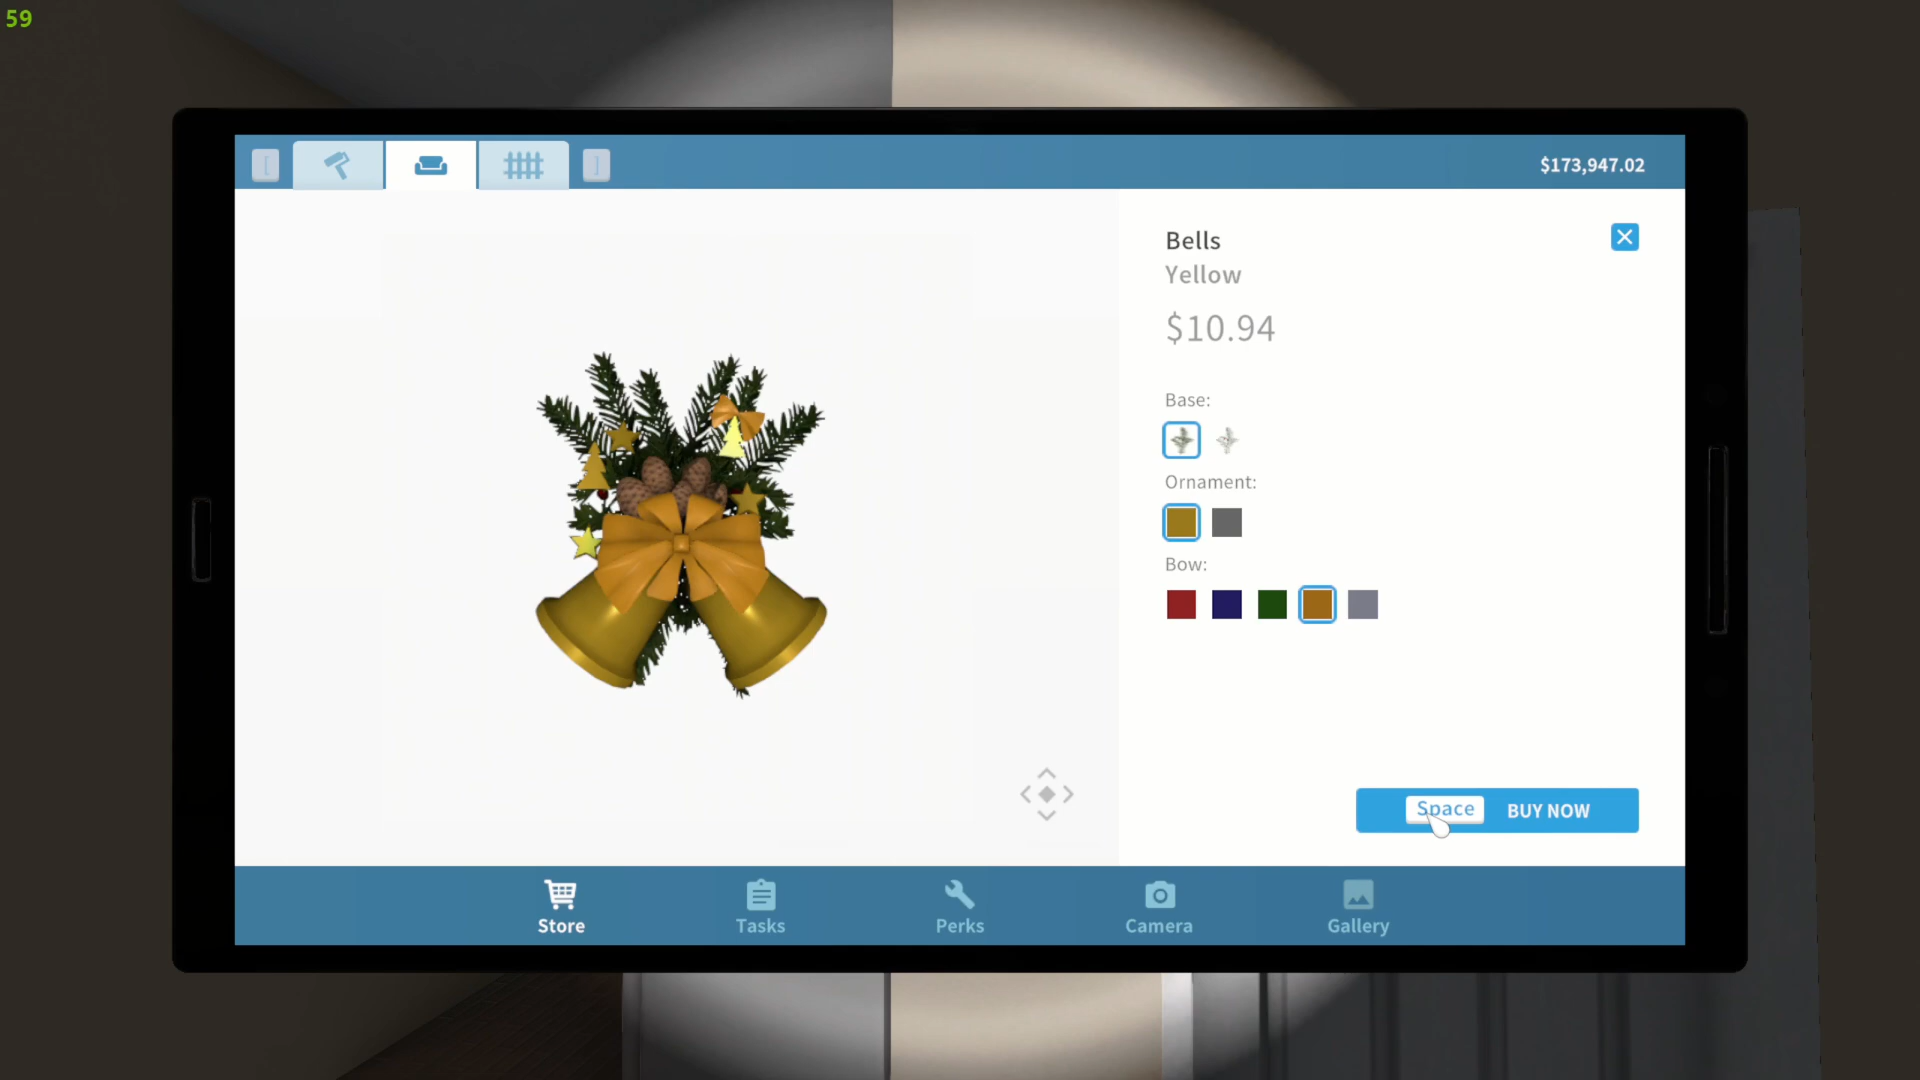 59
[
]
$173,947.02
Bells
Yellow
$10.94
Base:
Ornament:
Bow:
Space BUY NOW
Store Tasks Perks Camera Gallery